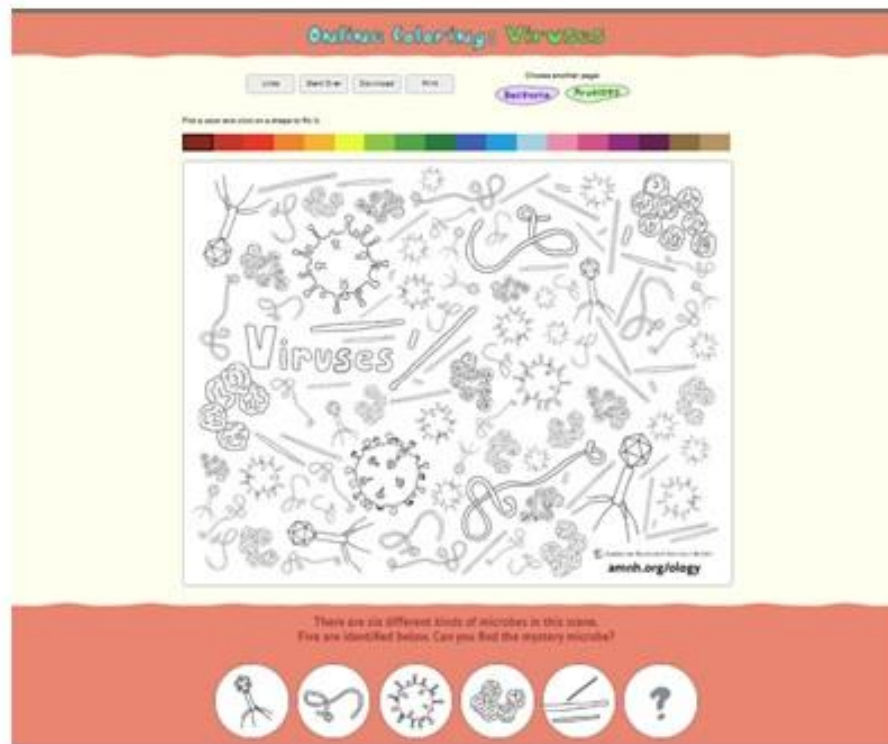 Online Coloring: Viruses
Undo
Start Over
Download
Print
Choose another page:
Bacteria
Protists
Pick a color and click on a shape to fill it.
Viruses
amnh.org/ology
There are six different kinds of microbes in this scene.
Five are identified below. Can you find the mystery microbe?
?